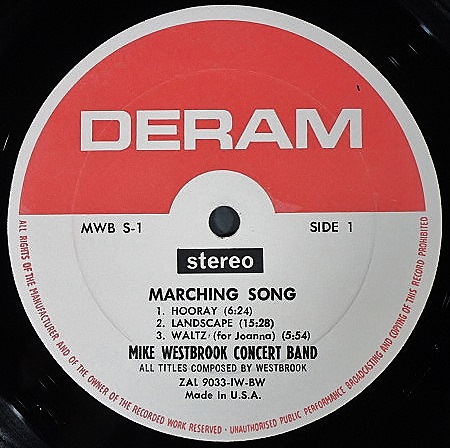 DERAM
MWB S-1
SIDE 1
stereo
MARCHING SONG
1. HOORAY (6:24)
2. LANDSCAPE (15:28)
3. WALTZ (for Joanna) (5:54)
MIKE WESTBROOK CONCERT BAND
ALL TITLES COMPOSED BY WESTBROOK
ZAL 9033-IW-BW
Made In U.S.A.
ALL RIGHTS OF THE MANUFACTURER AND OF THE OWNER OF THE RECORDED WORK RESERVED · UNAUTHORISED PUBLIC PERFORMANCE BROADCASTING AND COPYING OF THIS RECORD PROHIBITED